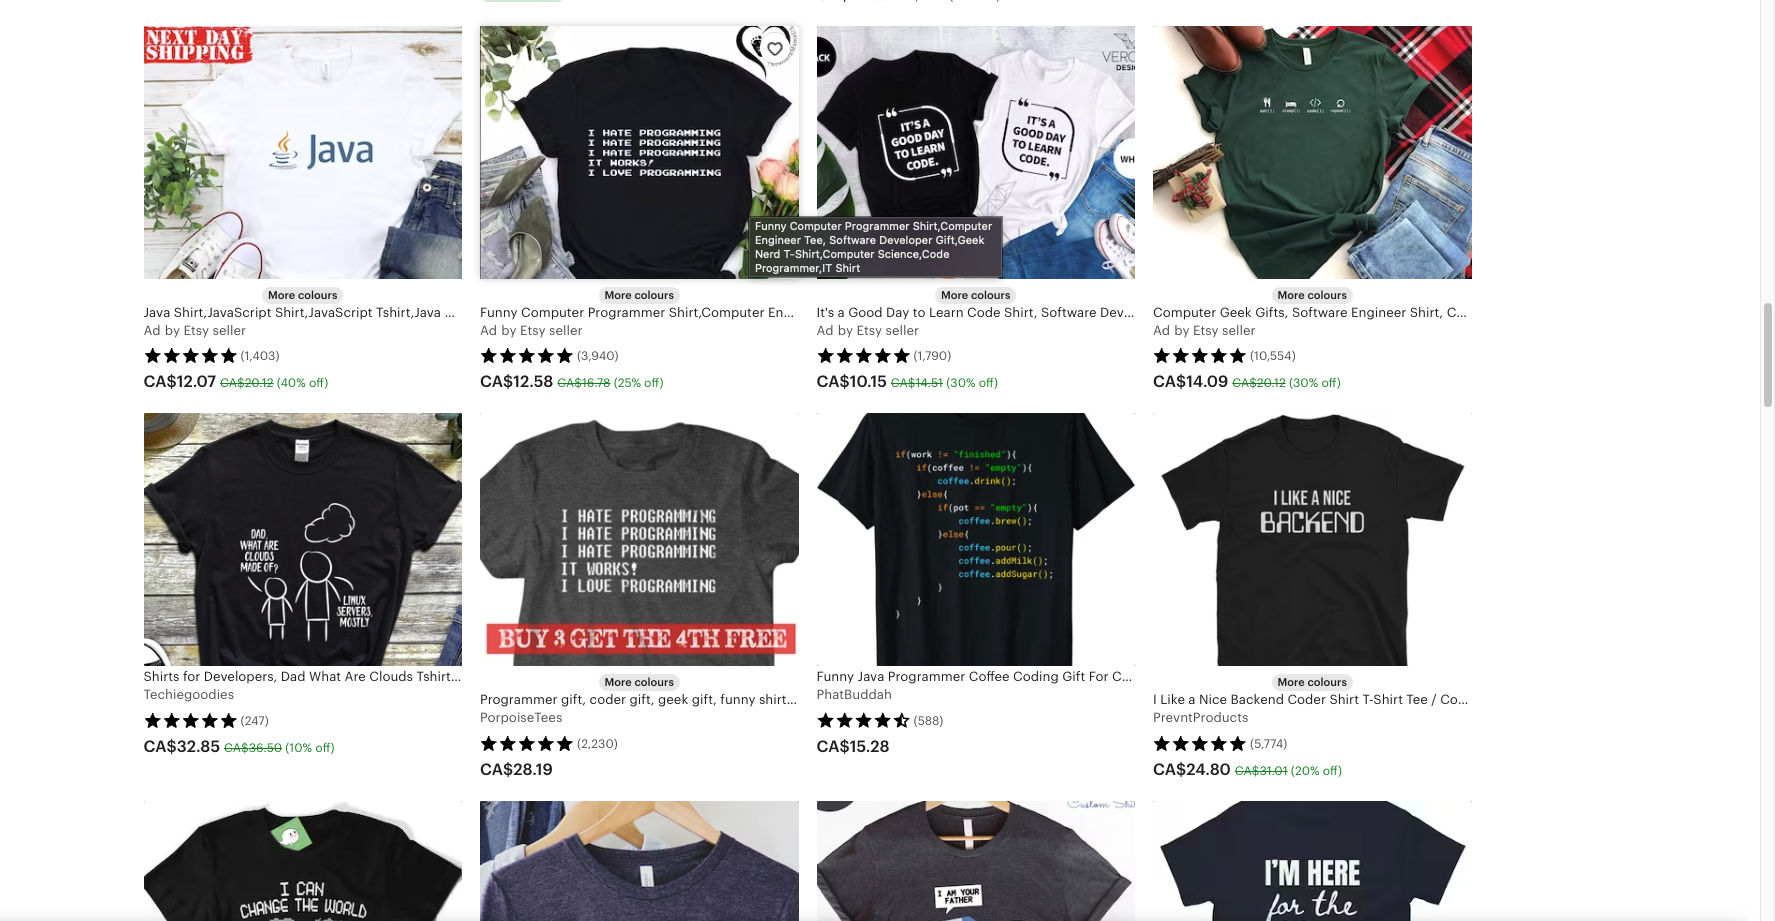 NEXT DAY
SHIPPING
Java
I HATE PROGRAMMING
I HATE PROGRAMMING
I HATE PROGRAMMING
IT WORKS!
I LOVE PROGRAMMING
ACK
IT'S A
GOOD DAY
TO LEARN
CODE.
IT'S A
GOOD DAY
TO LEARN
CODE.
VERO
DESI
WH
eat(); sleep(); code(); repeat();
Funny Computer Programmer Shirt,Computer
Engineer Tee, Software Developer Gift,Geek
Nerd T-Shirt,Computer Science,Code
Programmer,IT Shirt
More colours
More colours
More colours
More colours
Java Shirt,JavaScript Shirt,JavaScript Tshirt,Java ...
Ad by Etsy seller
(1,403)
CA$12.07 CA$20.12 (40% off)
Funny Computer Programmer Shirt,Computer En...
Ad by Etsy seller
(3,940)
CA$12.58 CA$16.78 (25% off)
It's a Good Day to Learn Code Shirt, Software Dev...
Ad by Etsy seller
(1,790)
CA$10.15 CA$14.51 (30% off)
Computer Geek Gifts, Software Engineer Shirt, C...
Ad by Etsy seller
(10,554)
CA$14.09 CA$20.12 (30% off)
DAD,
WHAT ARE
CLOUDS
MADE OF?
LINUX
SERVERS,
MOSTLY
I HATE PROGRAMMING
I HATE PROGRAMMING
I HATE PROGRAMMING
IT WORKS!
I LOVE PROGRAMMING
BUY 3 GET THE 4TH FREE
if(work != "finished"){
if(coffee != "empty"){
coffee.drink();
}else{
if(pot == "empty"){
coffee.brew();
}else{
coffee.pour();
coffee.addMilk();
coffee.addSugar();
}
}
}
I LIKE A NICE
BACKEND
Shirts for Developers, Dad What Are Clouds Tshirt...
Techiegoodies
(247)
CA$32.85 CA$36.50 (10% off)
More colours
Programmer gift, coder gift, geek gift, funny shirt...
PorpoiseTees
(2,230)
CA$28.19
Funny Java Programmer Coffee Coding Gift For C...
PhatBuddah
(588)
CA$15.28
More colours
I Like a Nice Backend Coder Shirt T-Shirt Tee / Co...
PrevntProducts
(5,774)
CA$24.80 CA$31.01 (20% off)
I CAN
CHANGE THE WORLD
Custom Shi
I AM YOUR
FATHER
I'M HERE
for the